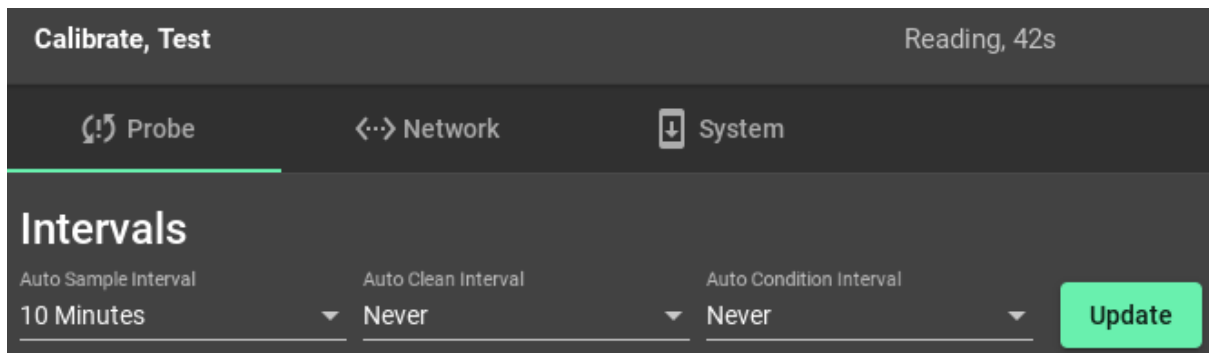 Calibrate, Test Reading, 42s
Probe Network System
Intervals
Auto Sample Interval Auto Clean Interval Auto Condition Interval
10 Minutes Never Never Update